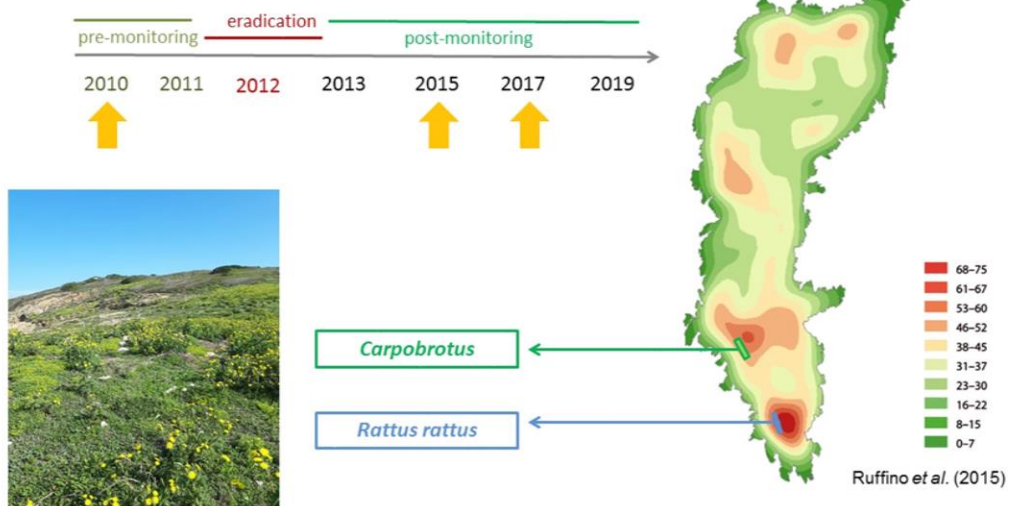 eradication
pre-monitoring
post-monitoring
2010 2011 2012 2013 2015 2017 2019
Carpobrotus
Rattus rattus
68–75
61–67
53–60
46–52
38–45
31–37
23–30
16–22
8–15
0–7
Ruffino et al. (2015)